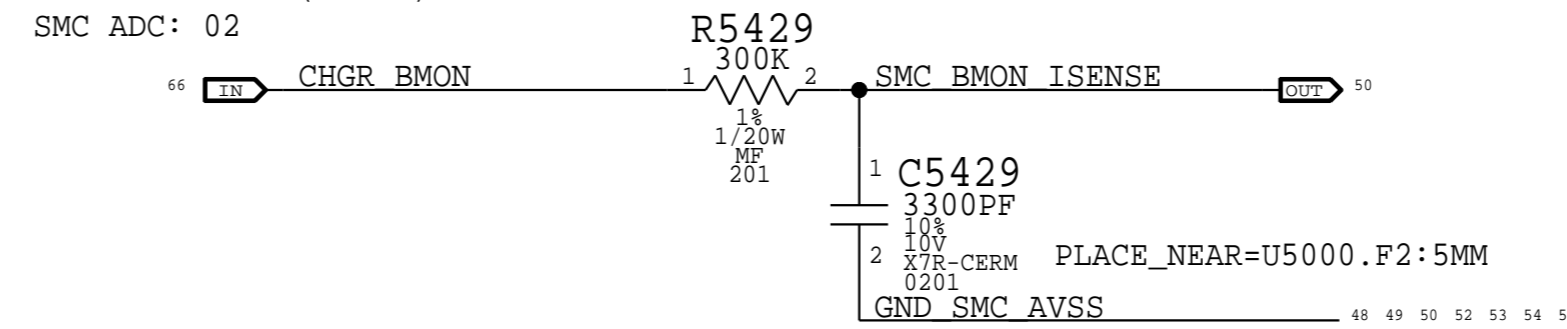 SMC ADC: 02
R5429
300K
66 IN CHGR_BMON 1 2 SMC_BMON_ISENSE OUT 50
1%
1/20W
MF
201
1 C5429
3300PF
10%
10V
2 X7R-CERM PLACE_NEAR=U5000.F2:5MM
0201
GND_SMC_AVSS 48 49 50 52 53 54